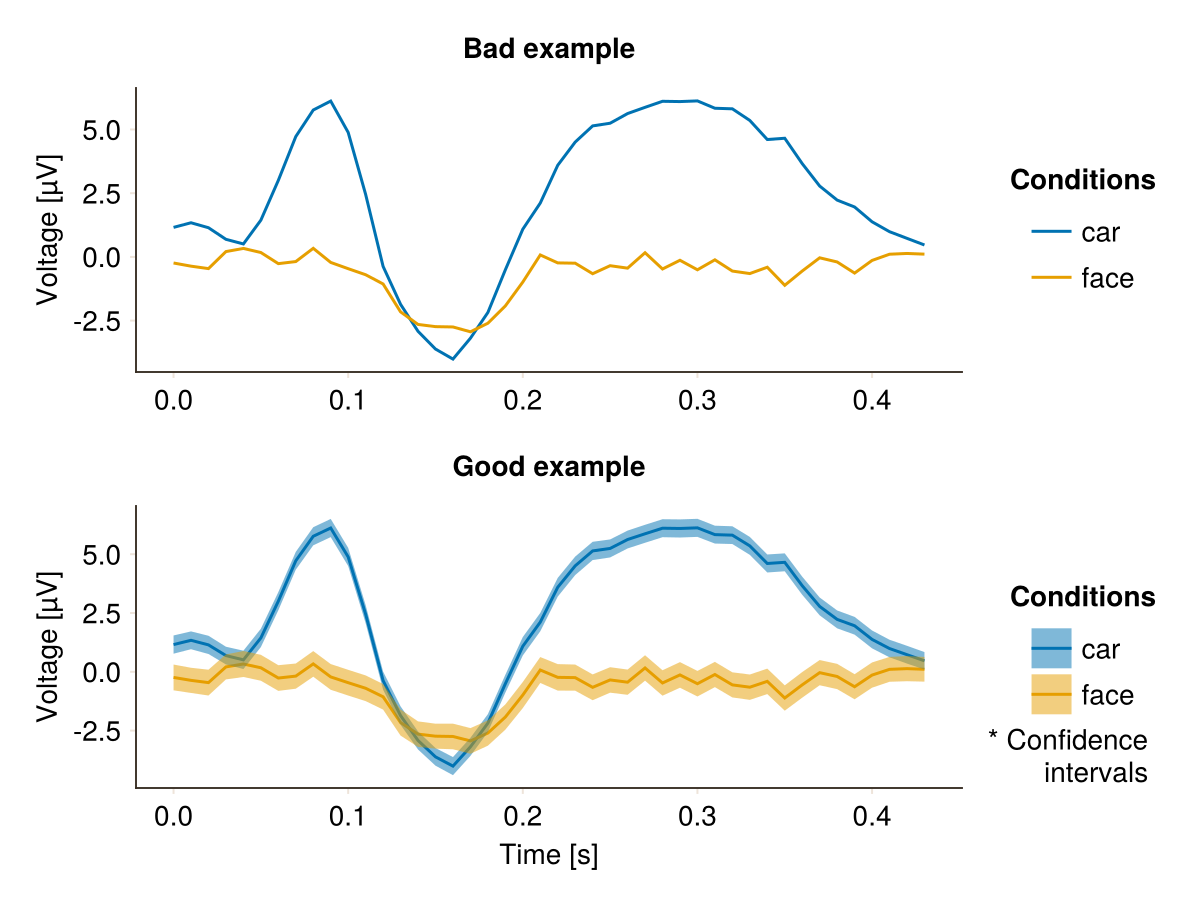 Bad example
Voltage [µV]
5.0
2.5
0.0
-2.5
0.0 0.1 0.2 0.3 0.4
Conditions
car
face
Good example
Voltage [µV]
5.0
2.5
0.0
-2.5
0.0 0.1 0.2 0.3 0.4
Time [s]
Conditions
car
face
* Confidence
intervals